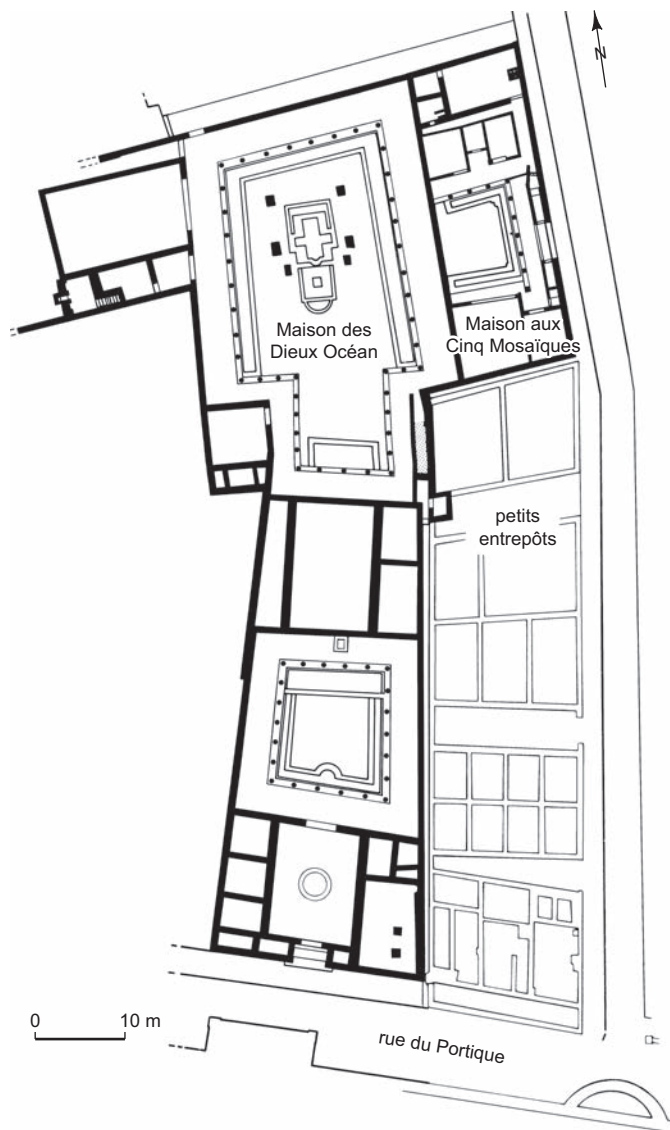 N
Maison des
Dieux Océan
Maison aux
Cinq Mosaïques
petits
entrepôts
0 10 m
rue du Portique